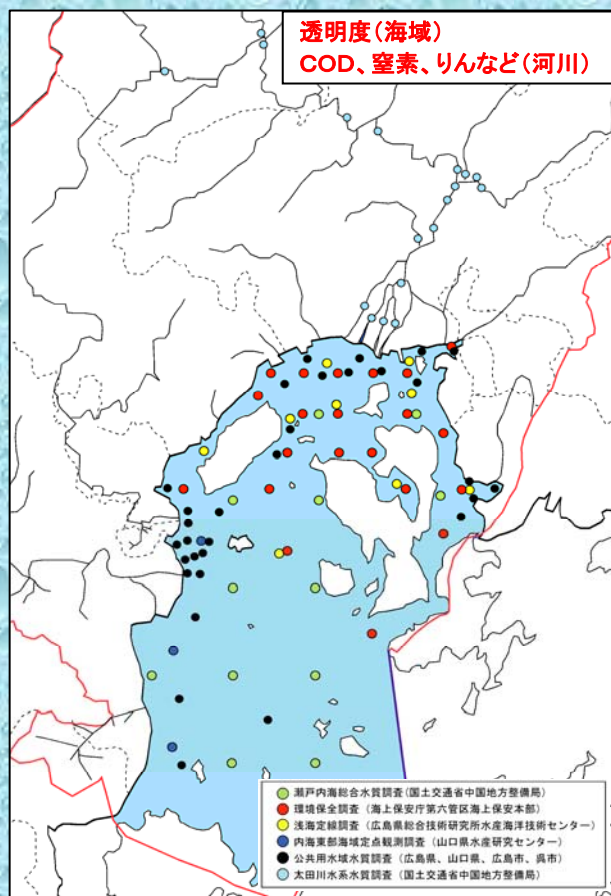 透明度(海域)
COD、窒素、りんなど(河川)
瀬戸内海総合水質調査(国土交通省中国地方整備局)
環境保全調査(海上保安庁第六管区海上保安本部)
浅海定線調査(広島県総合技術研究所水産海洋技術センター)
内海東部海域定点観測調査(山口県水産研究センター)
公共用水域水質調査(広島県、山口県、広島市、呉市)
太田川水系水質調査(国土交通省中国地方整備局)